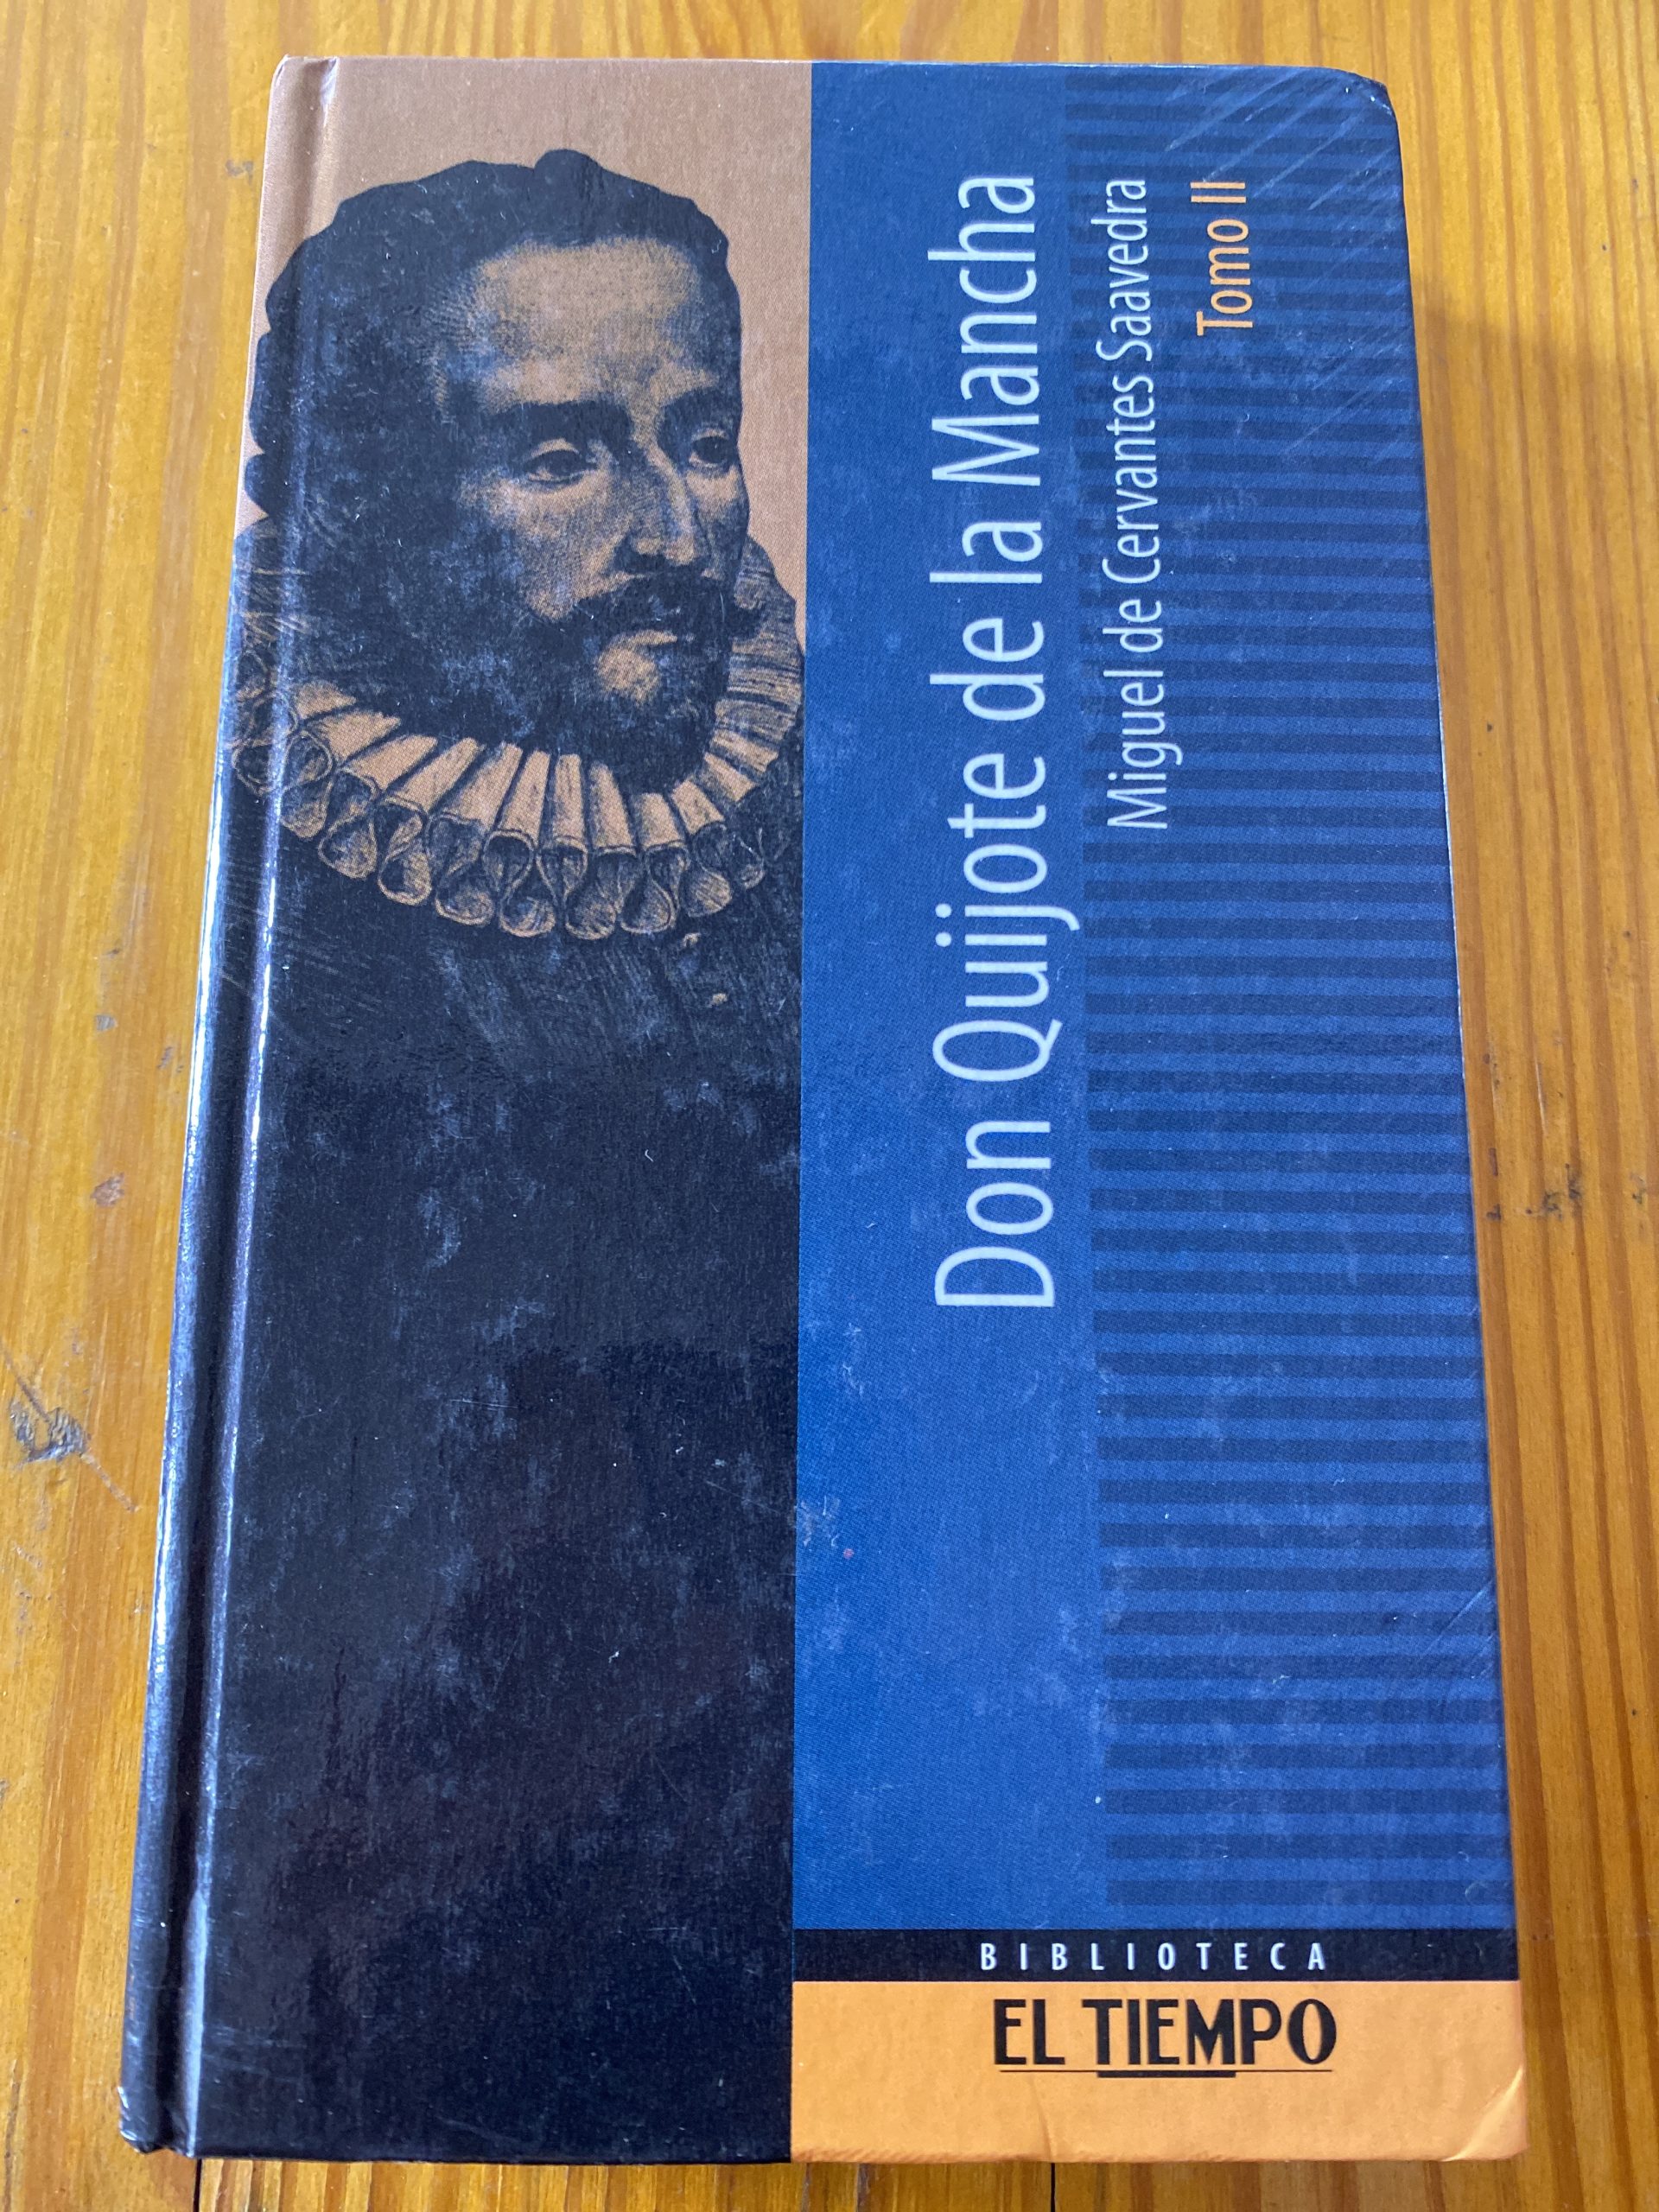 Don Quijote de la Mancha
Miguel de Cervantes Saavedra
Tomo II
BIBLIOTECA
EL TIEMPO